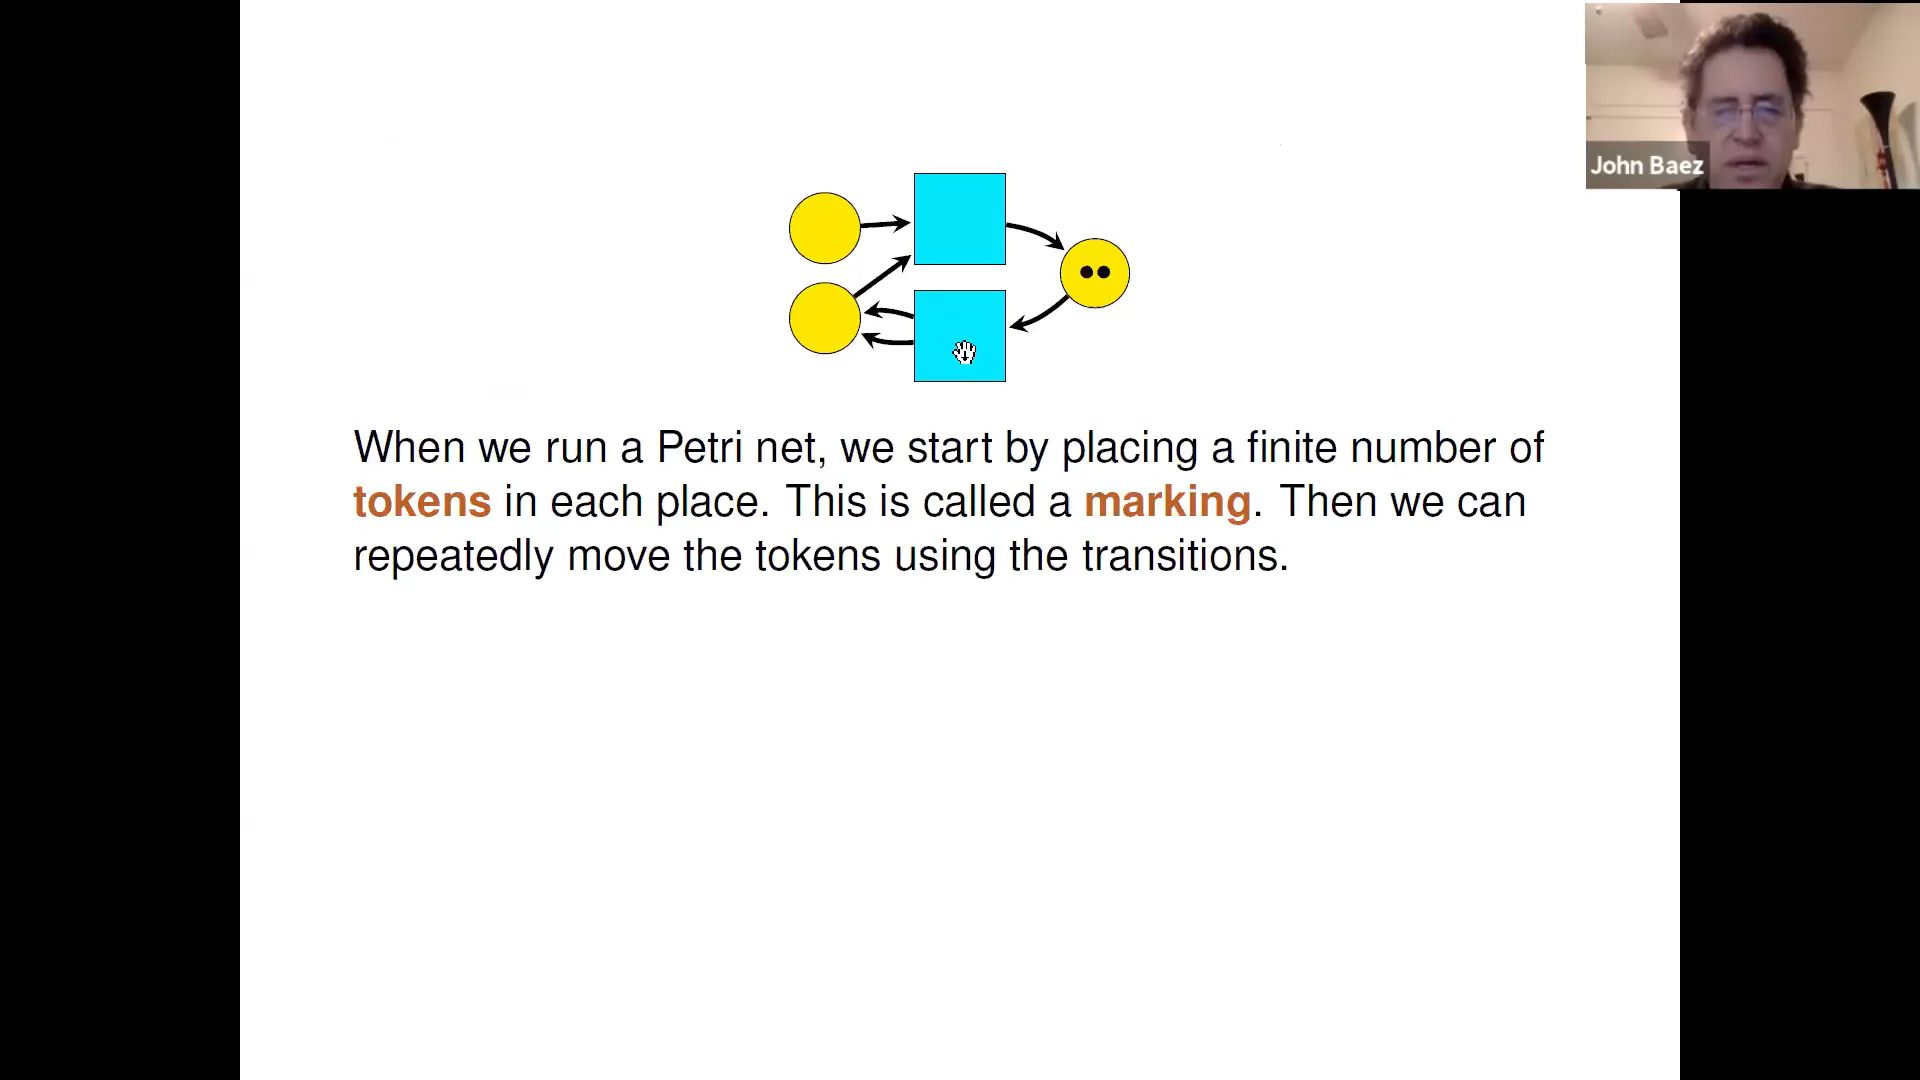 John Baez
When we run a Petri net, we start by placing a finite number of
tokens in each place. This is called a marking. Then we can
repeatedly move the tokens using the transitions.